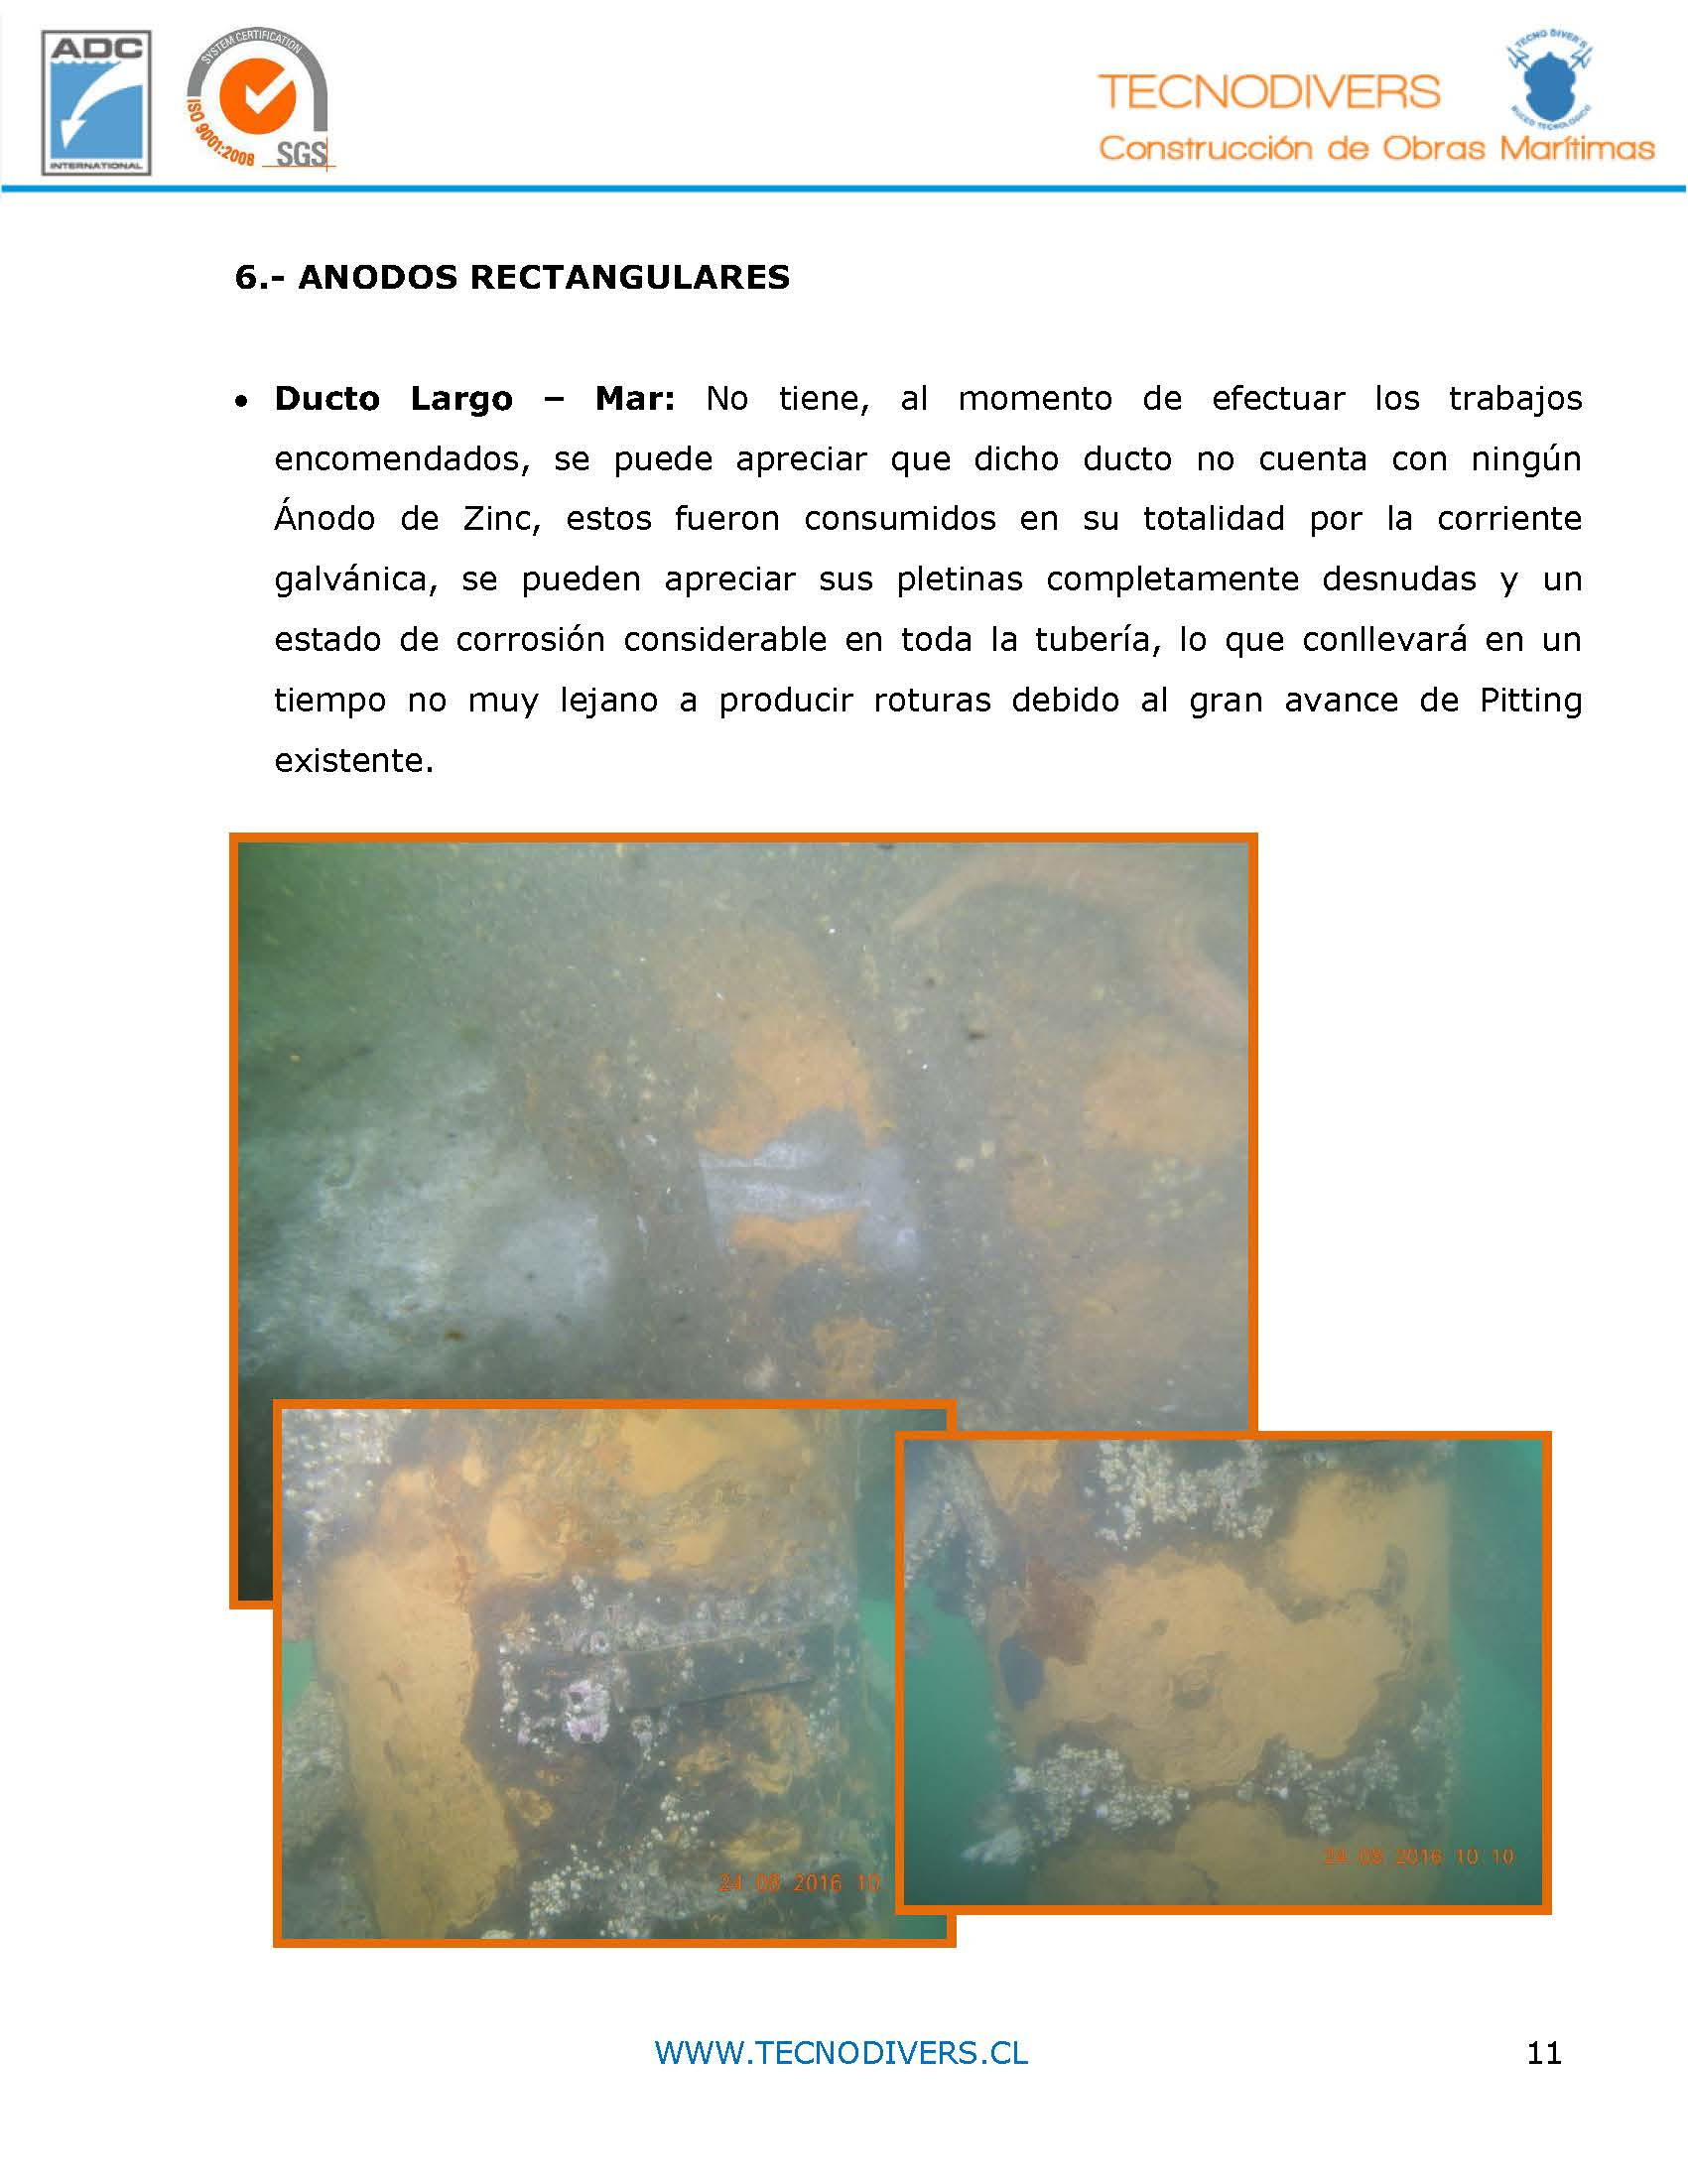 ADC
INTERNATIONAL
SYSTEM CERTIFICATION
ISO 9001:2008
SGS
TECNODIVERS
Construcción de Obras Marítimas
TECNO DIVER'S
BUCEO TECNOLOGICO
6.- ANODOS RECTANGULARES
• Ducto Largo – Mar: No tiene, al momento de efectuar los trabajos
encomendados, se puede apreciar que dicho ducto no cuenta con ningún
Ánodo de Zinc, estos fueron consumidos en su totalidad por la corriente
galvánica, se pueden apreciar sus pletinas completamente desnudas y un
estado de corrosión considerable en toda la tubería, lo que conllevará en un
tiempo no muy lejano a producir roturas debido al gran avance de Pitting
existente.
24 08 2016 10
24 08 2016 10:10
WWW.TECNODIVERS.CL
11